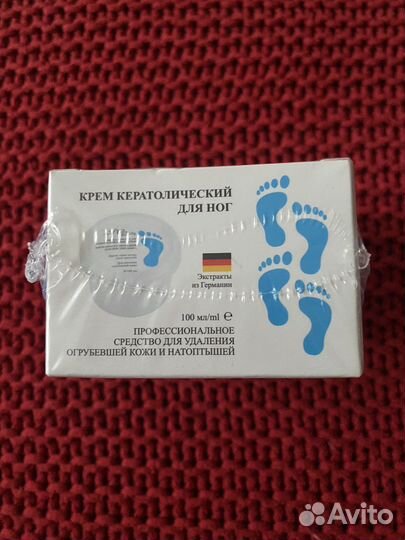 КРЕМ КЕРАТОЛИЧЕСКИЙ
ДЛЯ НОГ
Экстракты
из Германии
100 мл/ml ℮
ПРОФЕССИОНАЛЬНОЕ
СРЕДСТВО ДЛЯ УДАЛЕНИЯ
ОГРУБЕВШЕЙ КОЖИ И НАТОПТЫШЕЙ
Avito